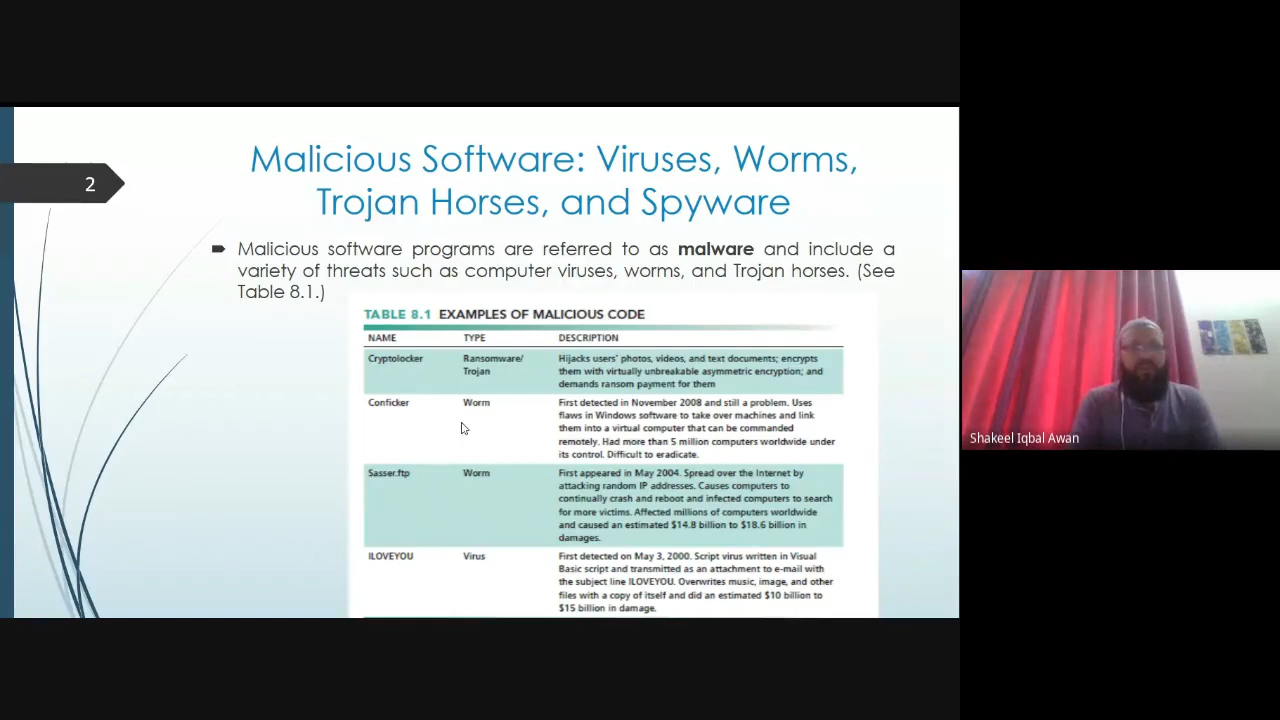 2
Malicious Software: Viruses, Worms,
Trojan Horses, and Spyware
Malicious software programs are referred to as malware and include a
variety of threats such as computer viruses, worms, and Trojan horses. (See
Table 8.1.)
TABLE 8.1 EXAMPLES OF MALICIOUS CODE
NAME TYPE DESCRIPTION
Cryptolocker Ransomware/ Hijacks users' photos, videos, and text documents; encrypts
Trojan them with virtually unbreakable asymmetric encryption; and
demands ransom payment for them
Conficker Worm First detected in November 2008 and still a problem. Uses
flaws in Windows software to take over machines and link
them into a virtual computer that can be commanded
remotely. Had more than 5 million computers worldwide under
its control. Difficult to eradicate.
Sasser.ftp Worm First appeared in May 2004. Spread over the Internet by
attacking random IP addresses. Causes computers to
continually crash and reboot and infected computers to search
for more victims. Affected millions of computers worldwide
and caused an estimated $14.8 billion to $18.6 billion in
damages.
ILOVEYOU Virus First detected on May 3, 2000. Script virus written in Visual
Basic script and transmitted as an attachment to e-mail with
the subject line ILOVEYOU. Overwrites music, image, and other
files with a copy of itself and did an estimated $10 billion to
$15 billion in damage.
Shakeel Iqbal Awan